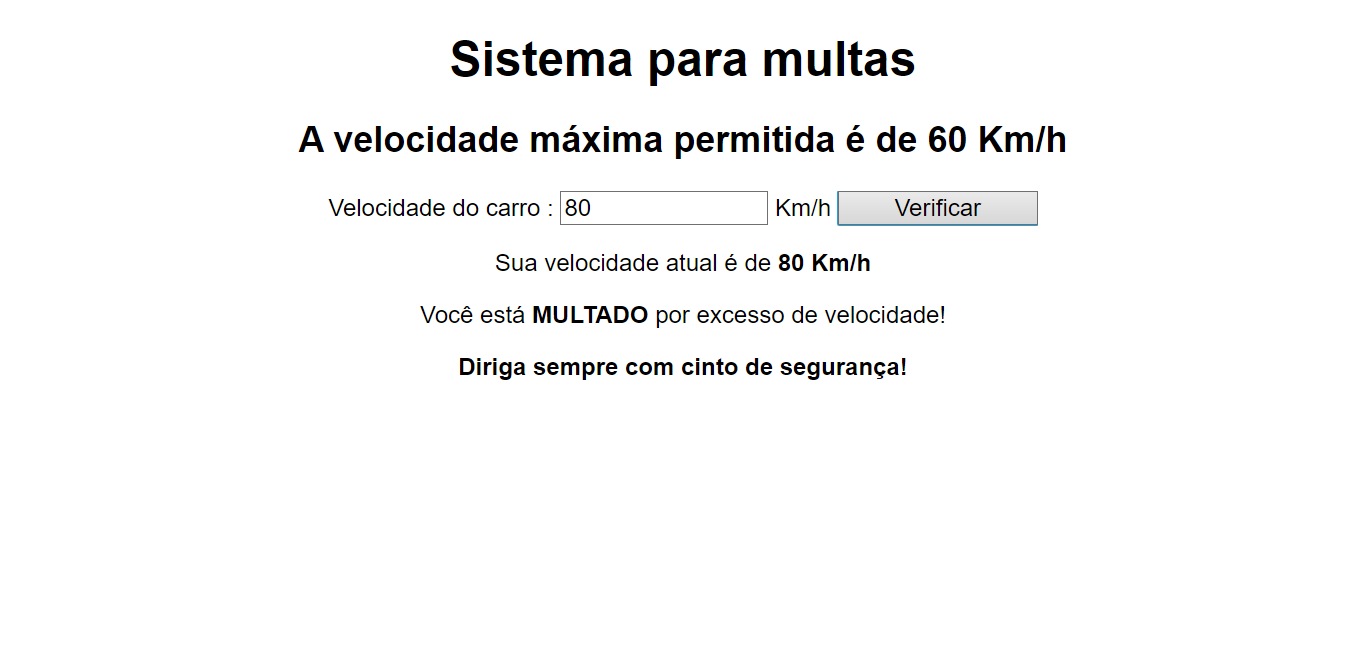 Sistema para multas
A velocidade máxima permitida é de 60 Km/h
Velocidade do carro : 80 Km/h Verificar
Sua velocidade atual é de 80 Km/h
Você está MULTADO por excesso de velocidade!
Diriga sempre com cinto de segurança!